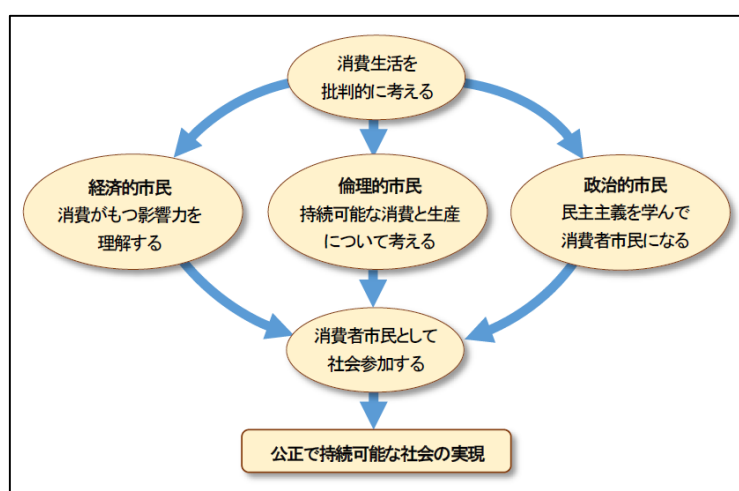 消費生活を
批判的に考える
経済的市民
消費がもつ影響力を
理解する
倫理的市民
持続可能な消費と生産
について考える
政治的市民
民主主義を学んで
消費者市民になる
消費者市民として
社会参加する
公正で持続可能な社会の実現